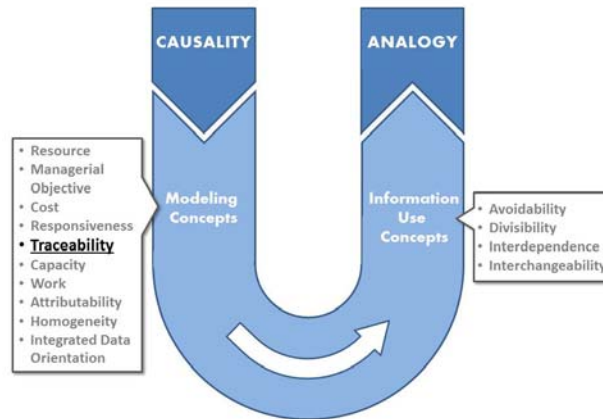 CAUSALITY
ANALOGY
• Resource
• Managerial
Objective
• Cost
• Responsiveness
• Traceability
• Capacity
• Work
• Attributability
• Homogeneity
• Integrated Data
Orientation
Modeling
Concepts
Information
Use
Concepts
• Avoidability
• Divisibility
• Interdependence
• Interchangeability